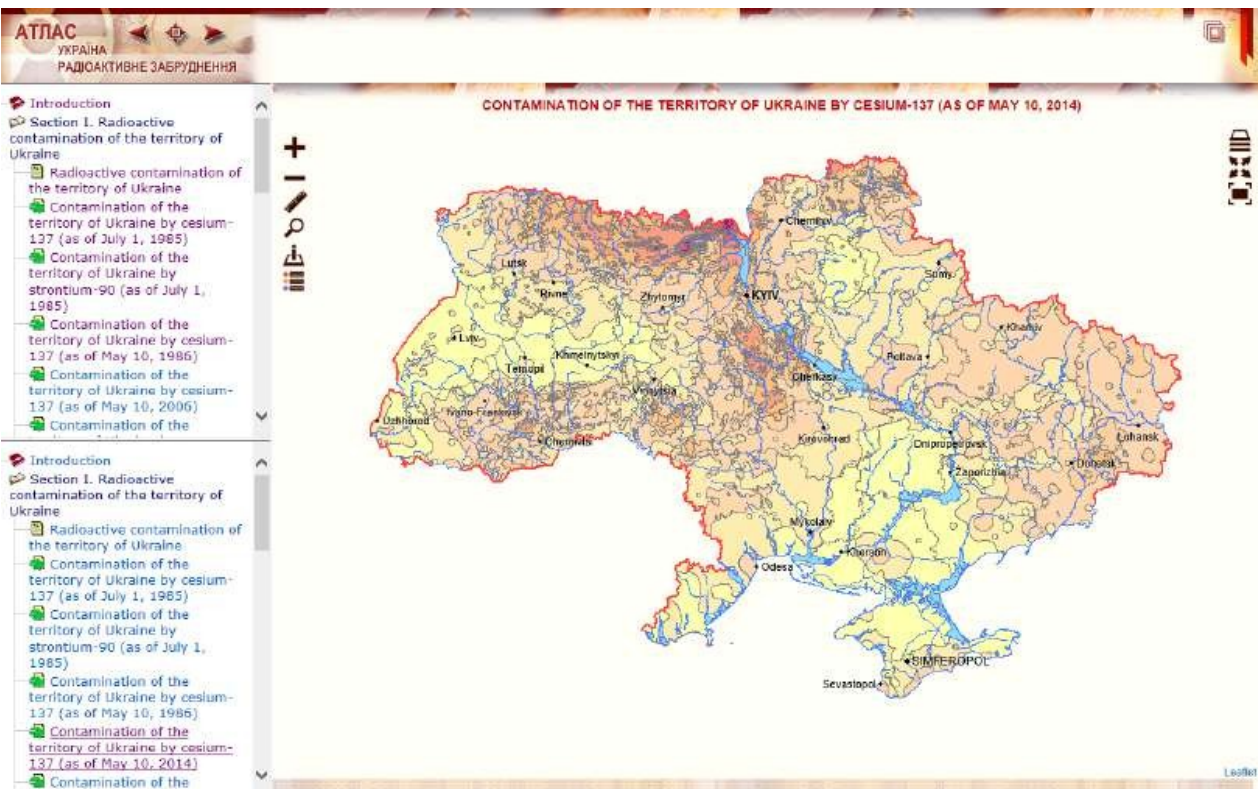 АТЛАС
УКРАЇНА
РАДІОАКТИВНЕ ЗАБРУДНЕННЯ
Introduction
Section I. Radioactive
contamination of the territory of
Ukraine
Radioactive contamination of
the territory of Ukraine
Contamination of the
territory of Ukraine by cesium-
137 (as of July 1, 1985)
Contamination of the
territory of Ukraine by
strontium-90 (as of July 1,
1985)
Contamination of the
territory of Ukraine by cesium-
137 (as of May 10, 1986)
Contamination of the
territory of Ukraine by cesium-
137 (as of May 10, 2006)
Contamination of the
Introduction
Section I. Radioactive
contamination of the territory of
Ukraine
Radioactive contamination of
the territory of Ukraine
Contamination of the
territory of Ukraine by cesium-
137 (as of July 1, 1985)
Contamination of the
territory of Ukraine by
strontium-90 (as of July 1,
1985)
Contamination of the
territory of Ukraine by cesium-
137 (as of May 10, 1986)
Contamination of the
territory of Ukraine by cesium-
137 (as of May 10, 2014)
Contamination of the
CONTAMINATION OF THE TERRITORY OF UKRAINE BY CESIUM-137 (AS OF MAY 10, 2014)
Chernihiv
Lutsk
Sumy
Rivne
Zhytomyr
KYIV
Kharkiv
Lviv
Khmelnytskyi
Poltava
Ternopil
Cherkasy
Vinnytsia
Ivano-Frankivsk
Uzhhorod
Chernivtsi
Kirovohrad
Dnipropetrovsk
Luhansk
Donetsk
Zaporizhia
Mykolaiv
Kherson
Odesa
SIMFEROPOL
Sevastopol
Leaflet